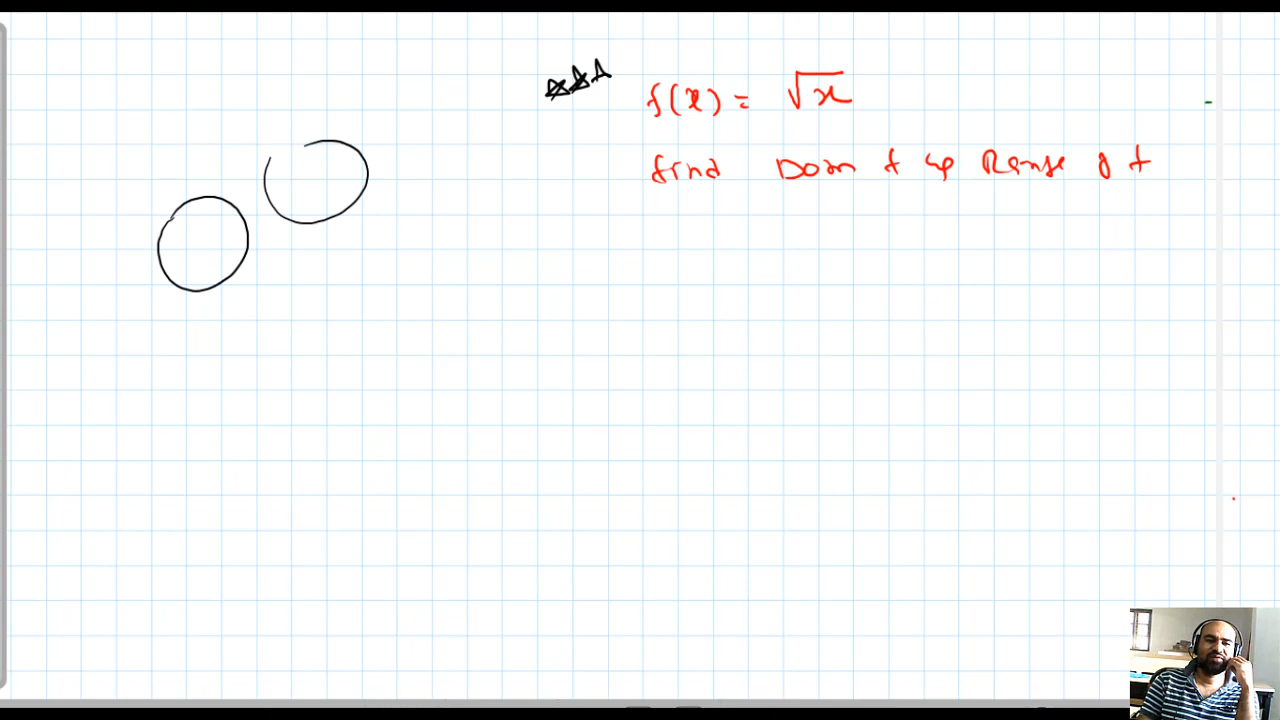 f(x) = √x
find Dom f & Range of f